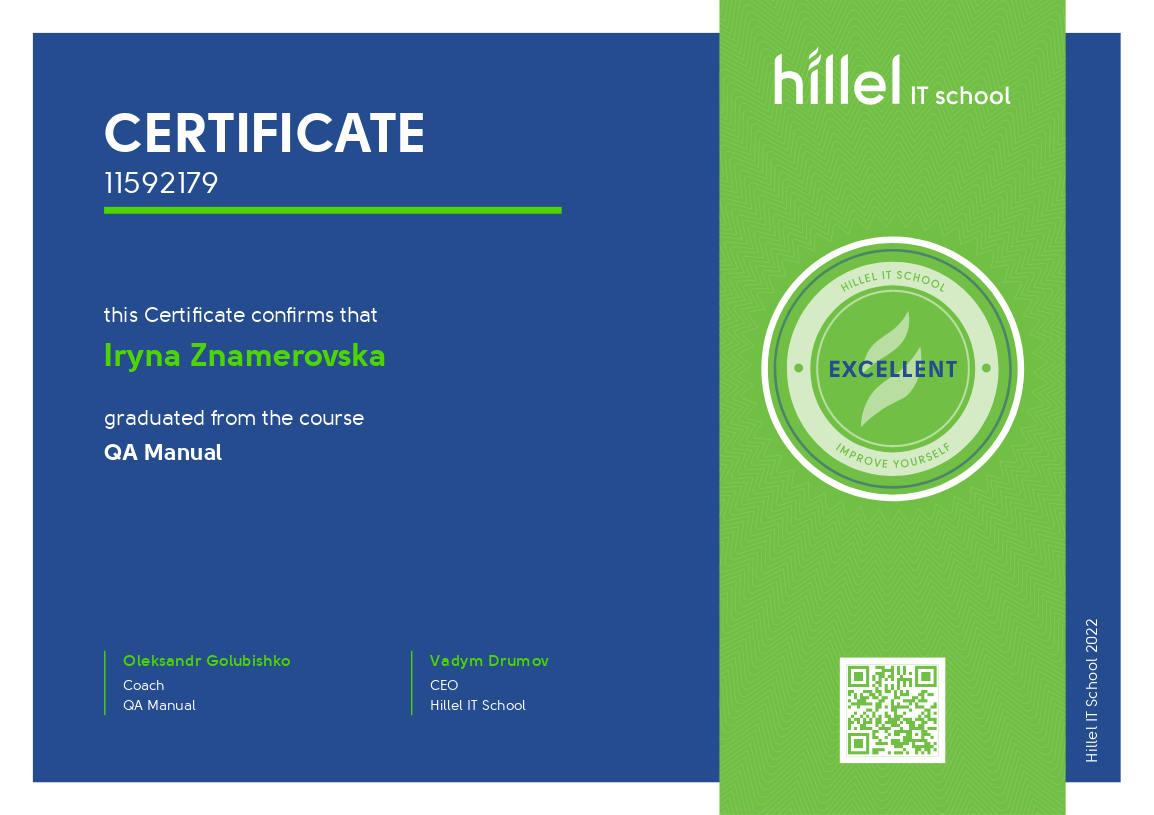 CERTIFICATE
11592179
this Certificate confirms that
Iryna Znamerovska
graduated from the course
QA Manual
Oleksandr Golubishko
Coach
QA Manual
Vadym Drumov
CEO
Hillel IT School
hillel IT school
HILLEL IT SCHOOL
EXCELLENT
IMPROVE YOURSELF
Hillel IT School 2022